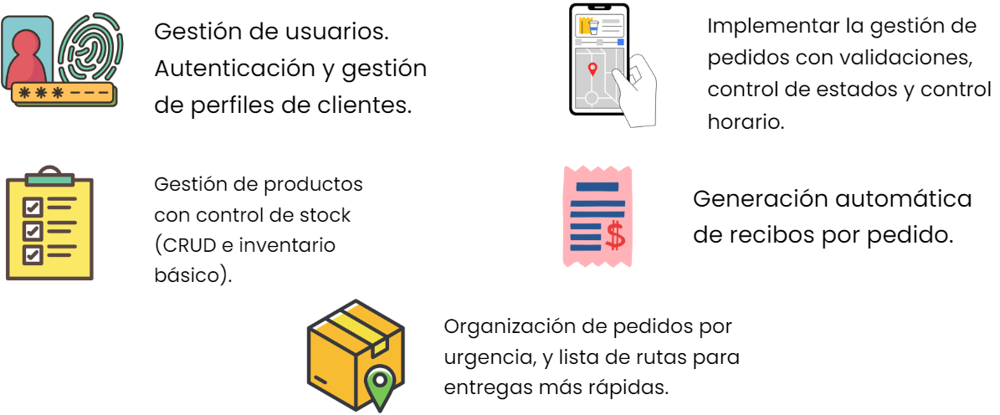 Gestión de usuarios.
Autenticación y gestión
de perfiles de clientes.
Implementar la gestión de
pedidos con validaciones,
control de estados y control
horario.
Gestión de productos
con control de stock
(CRUD e inventario
básico).
Generación automática
de recibos por pedido.
Organización de pedidos por
urgencia, y lista de rutas para
entregas más rápidas.